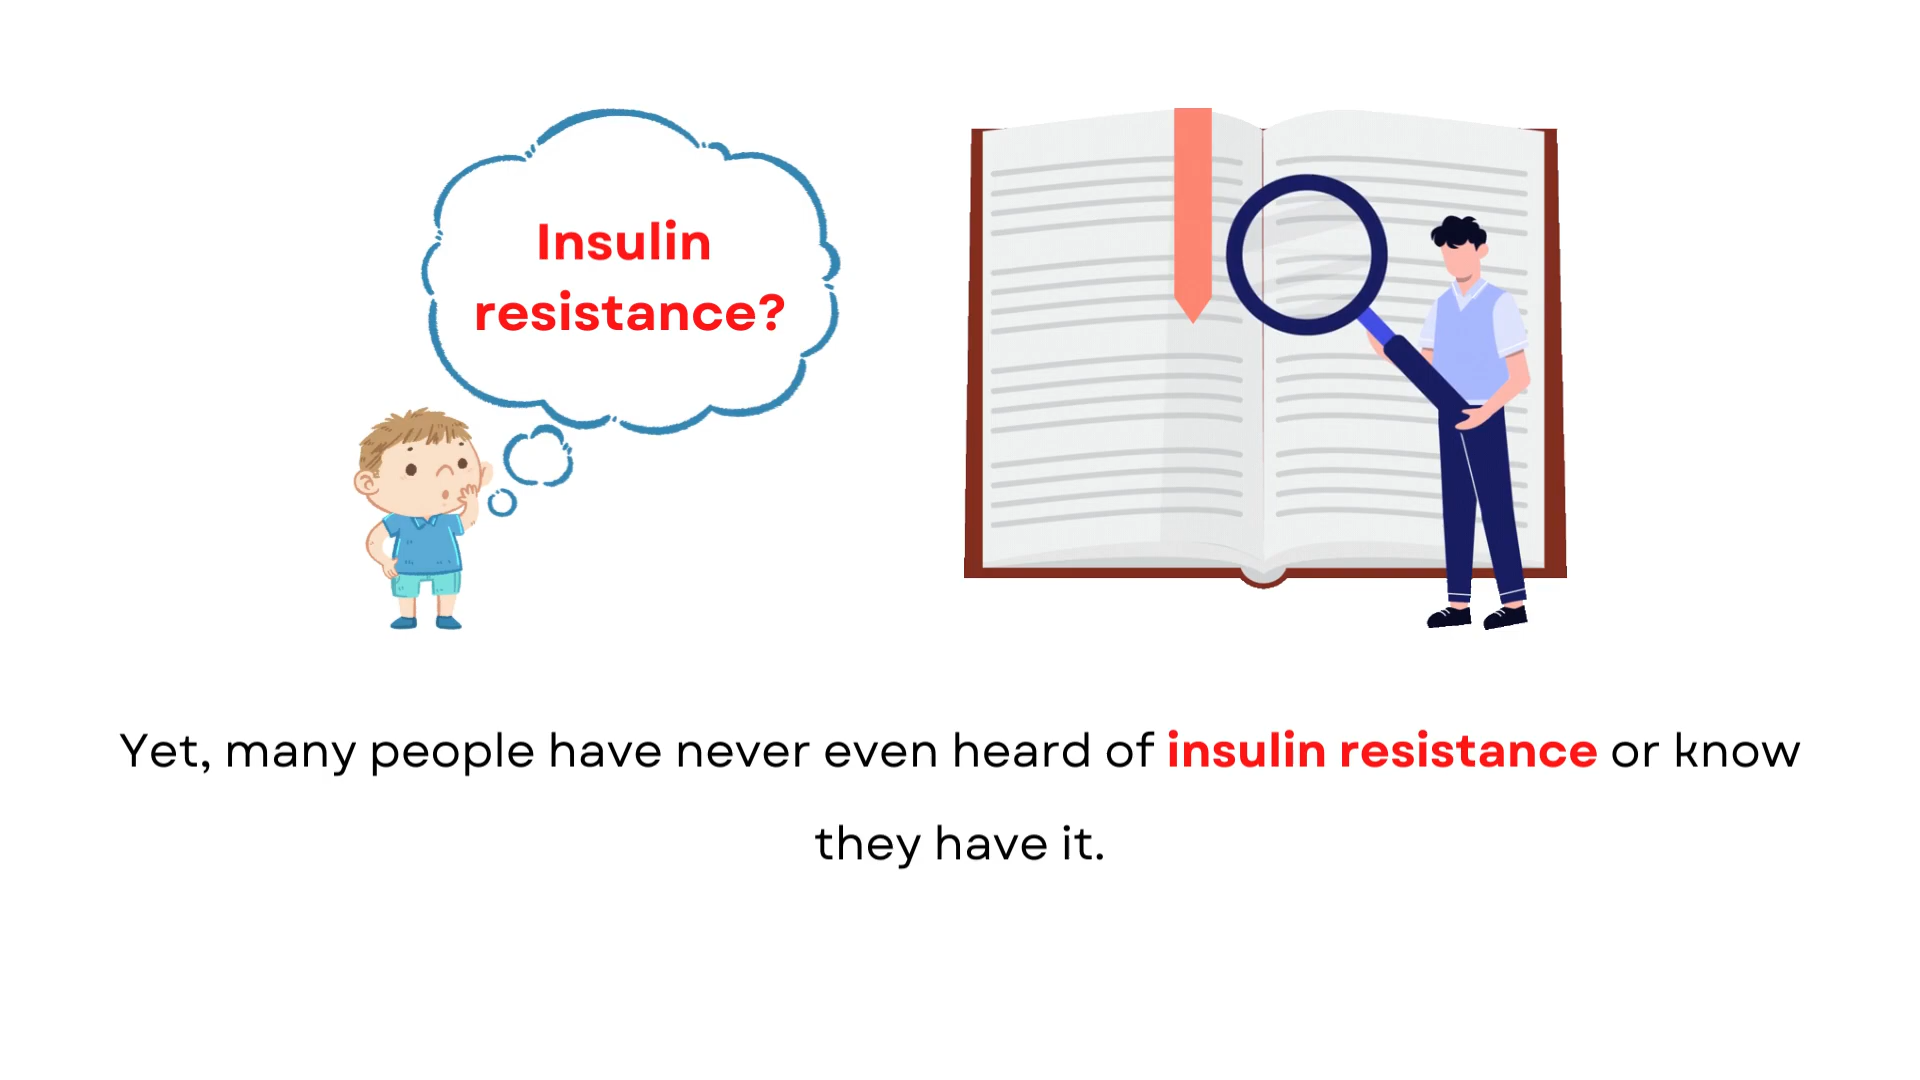 Insulin
resistance?
Yet, many people have never even heard of insulin resistance or know
they have it.